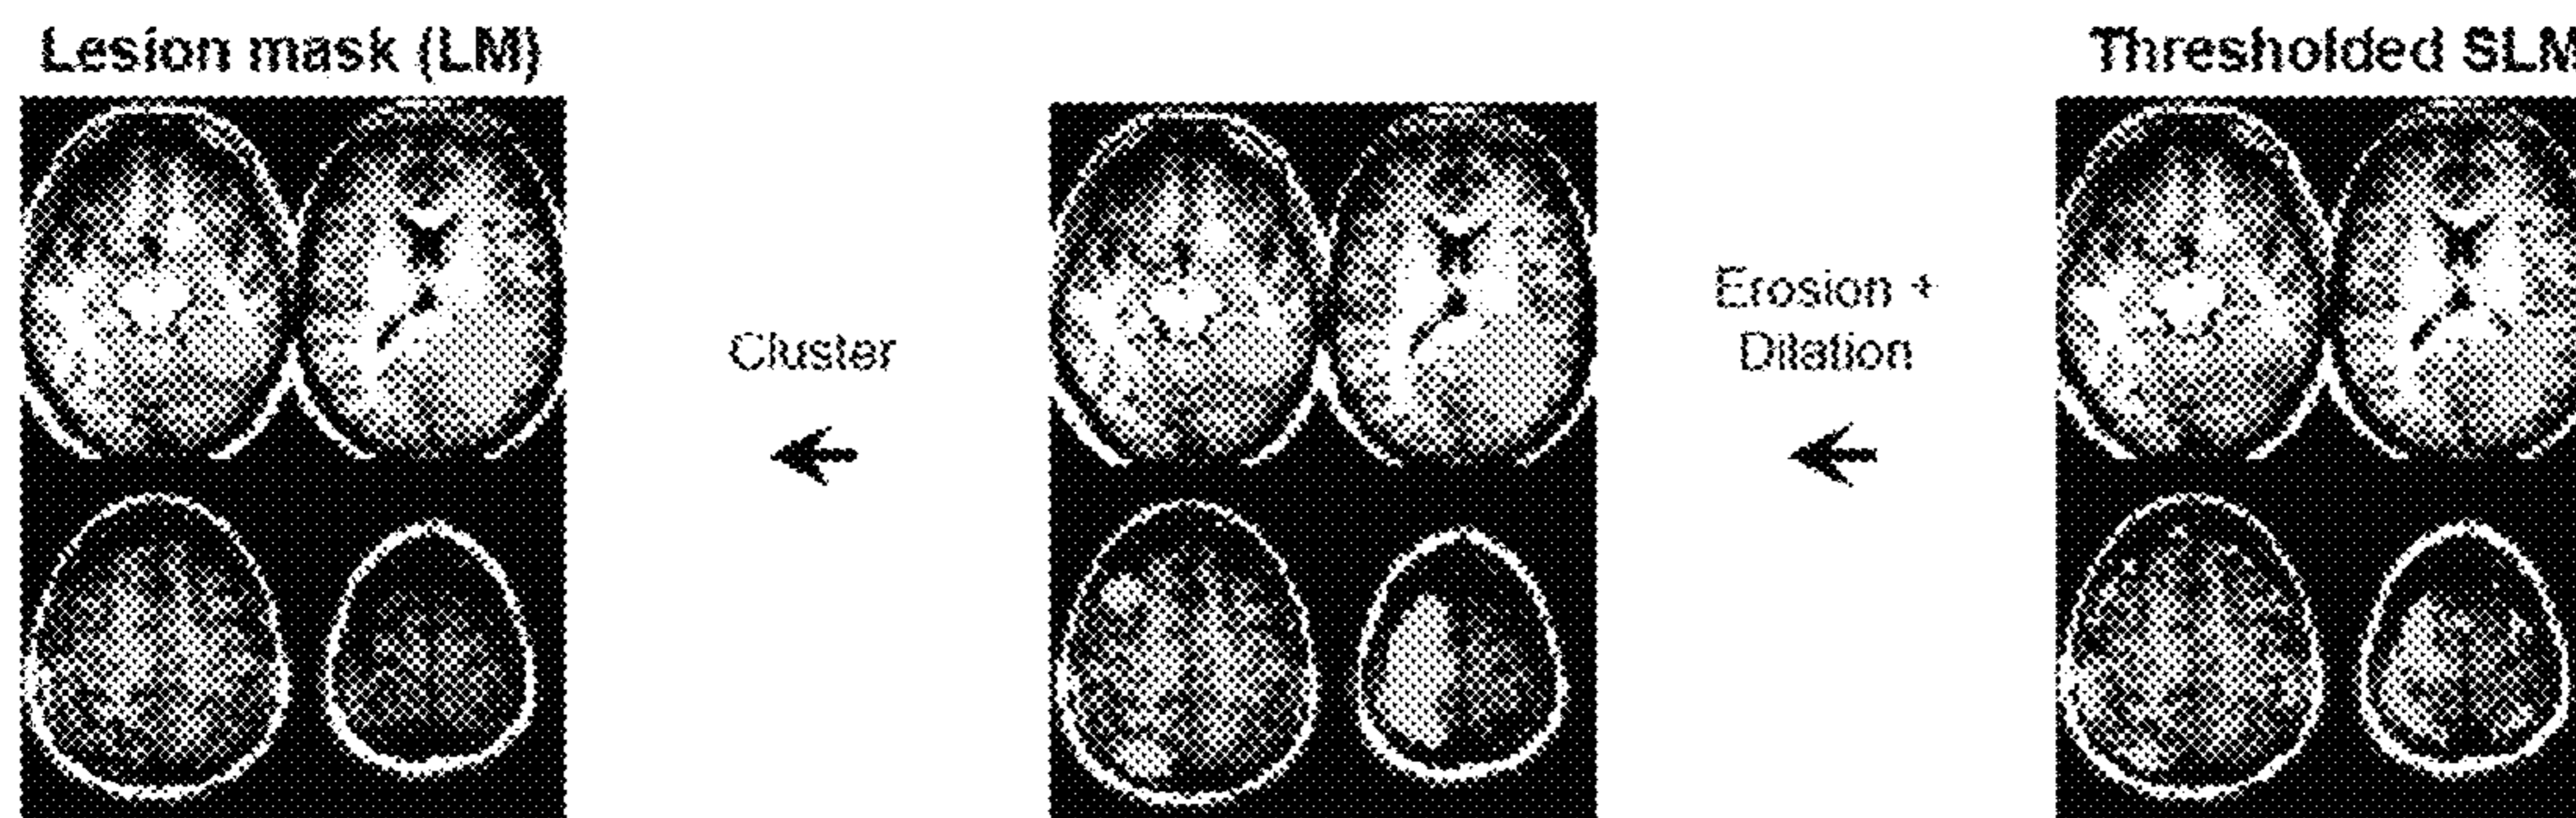 Lesion mask (LM)
Thresholded SLM
Cluster
Erosion +
Dilation